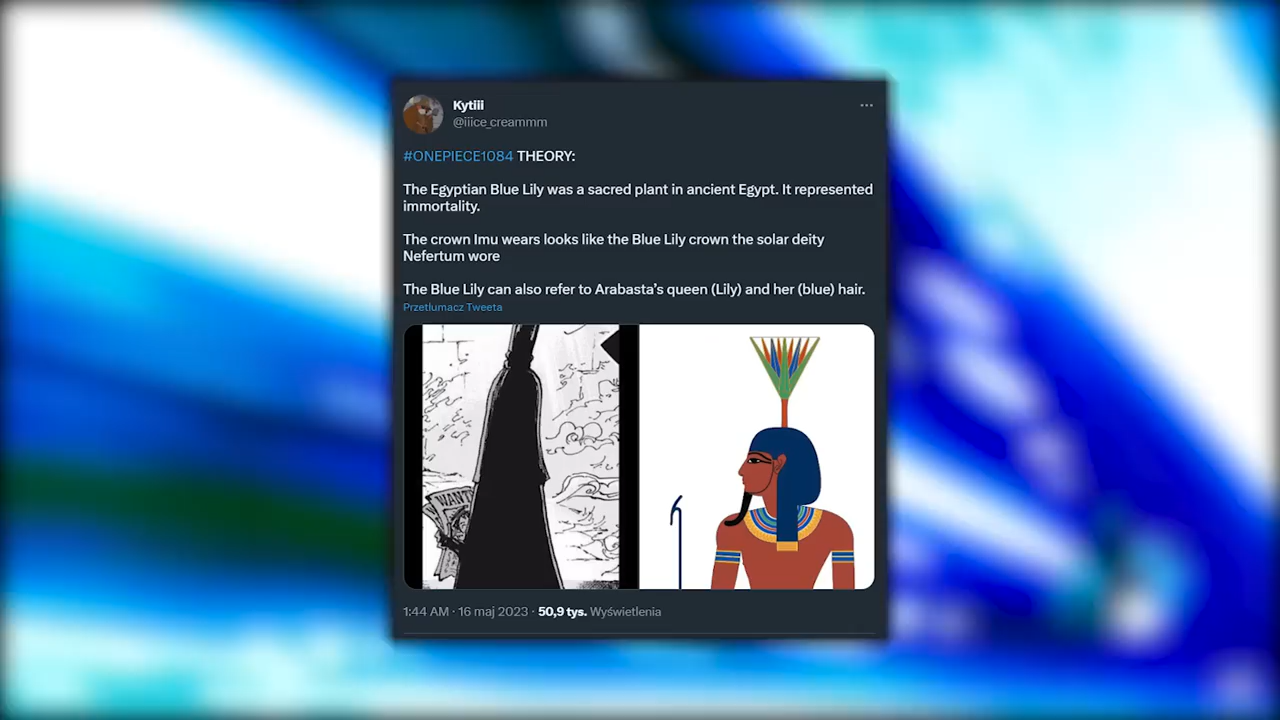 Kytiii
@iiice_creammm
#ONEPIECE1084 THEORY:
The Egyptian Blue Lily was a sacred plant in ancient Egypt. It represented
immortality.
The crown Imu wears looks like the Blue Lily crown the solar deity
Nefertum wore
The Blue Lily can also refer to Arabasta's queen (Lily) and her (blue) hair.
Przetłumacz Tweeta
WANT
1:44 AM · 16 maj 2023 · 50,9 tys. Wyświetlenia